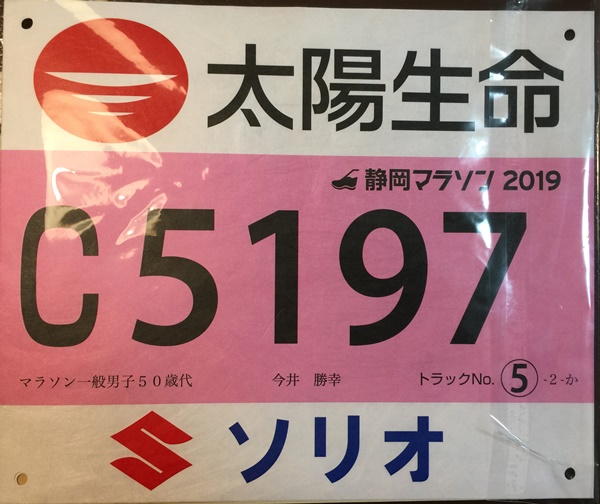 太陽生命
静岡マラソン 2019
C5197
マラソン一般男子50歳代 今井 勝幸 トラックNo. ⑤ -2-か
ソリオ